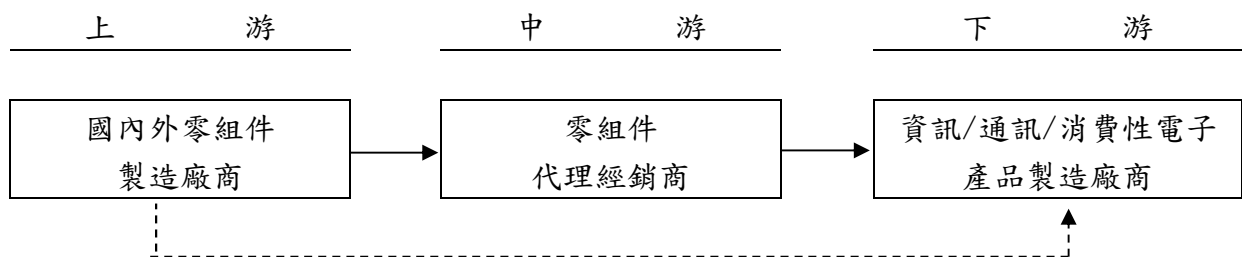 上 游
中 游
下 游
國內外零組件
製造廠商
零組件
代理經銷商
資訊/通訊/消費性電子
產品製造廠商